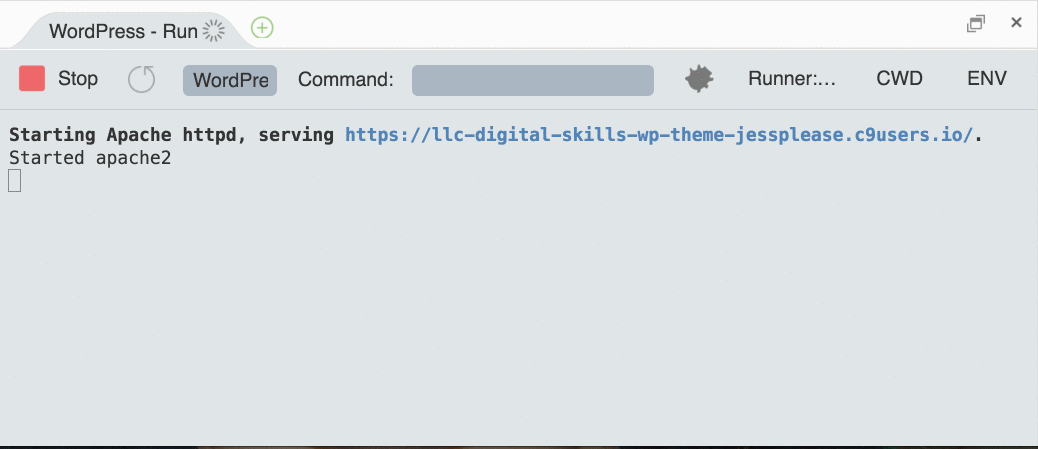 WordPress - Run
Stop WordPre Command: Runner:... CWD ENV
Starting Apache httpd, serving https://llc-digital-skills-wp-theme-jessplease.c9users.io/.
Started apache2